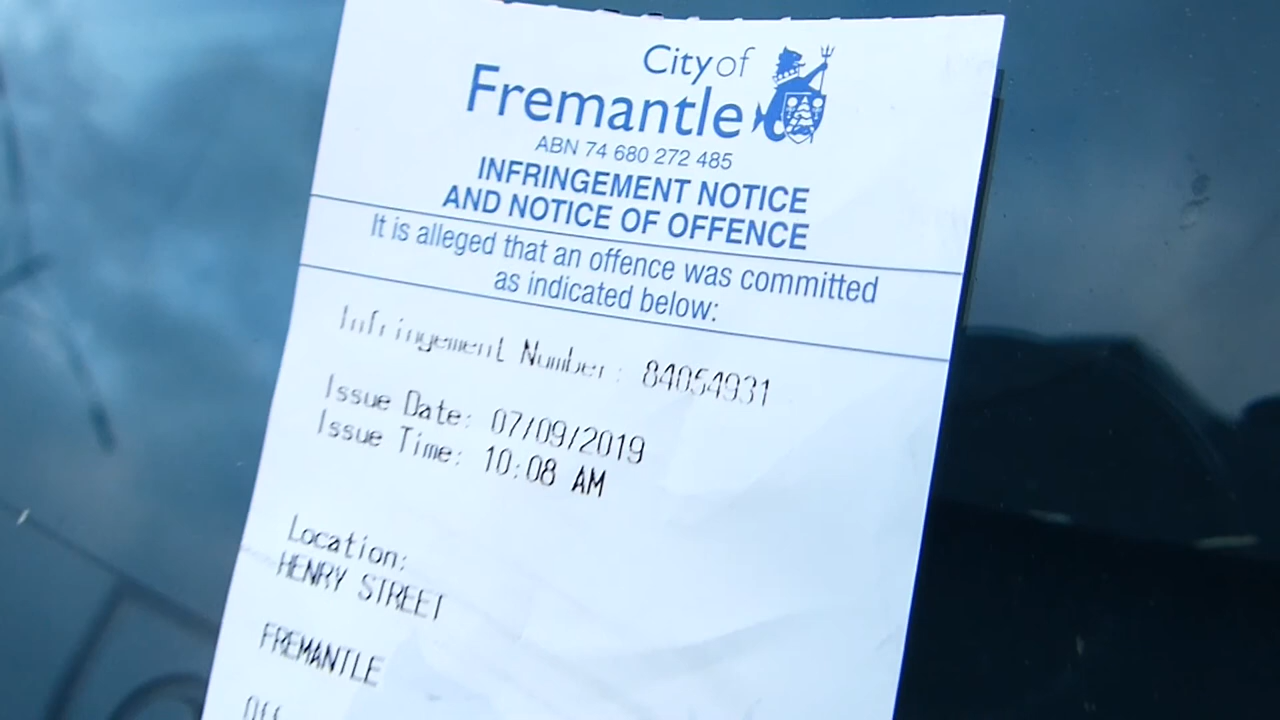 City of
Fremantle
ABN 74 680 272 485
INFRINGEMENT NOTICE
AND NOTICE OF OFFENCE
It is alleged that an offence was committed
as indicated below:
Infringement Number: 84054931
Issue Date: 07/09/2019
Issue Time: 10:08 AM
Location:
HENRY STREET
FREMANTLE